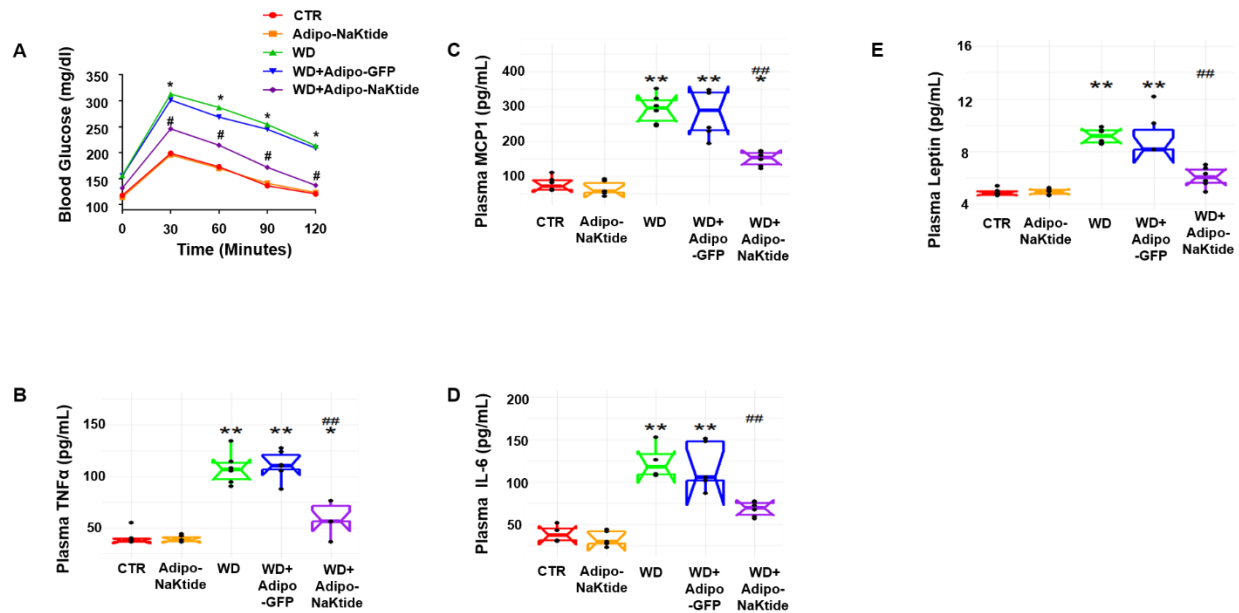 A
CTR
Adipo-NaKtide
WD
WD+Adipo-GFP
WD+Adipo-NaKtide
Blood Glucose (mg/dl)
350
300
250
200
150
100
* * * *
# # # #
0 30 60 90 120
Time (Minutes)
C
Plasma MCP1 (pg/mL)
400
300
200
100
** ** ##
*
CTR Adipo-NaKtide WD WD+Adipo-GFP WD+Adipo-NaKtide
E
Plasma Leptin (pg/mL)
16
12
8
4
** ** ##
CTR Adipo-NaKtide WD WD+Adipo-GFP WD+Adipo-NaKtide
B
Plasma TNFα (pg/mL)
150
100
50
** ** ##
*
CTR Adipo-NaKtide WD WD+Adipo-GFP WD+Adipo-NaKtide
D
Plasma IL-6 (pg/mL)
200
150
100
50
** ** ##
CTR Adipo-NaKtide WD WD+Adipo-GFP WD+Adipo-NaKtide